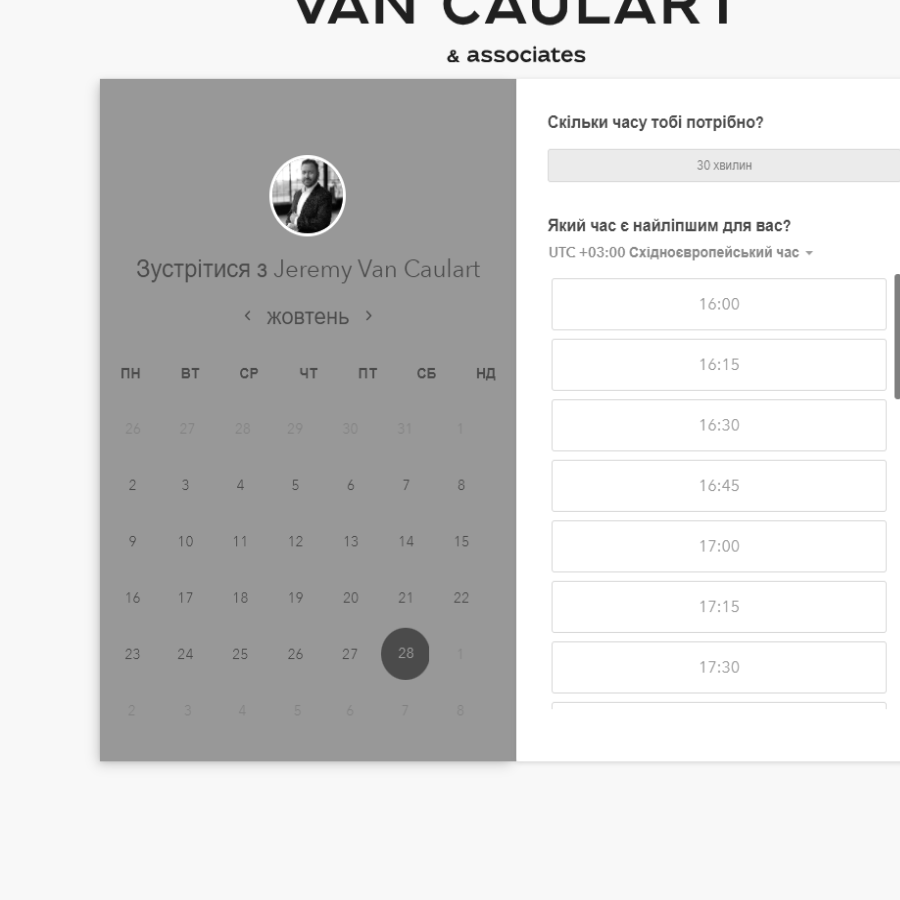 VAN CAULART
& associates
Зустрітися з Jeremy Van Caulart
жовтень
ПН ВТ СР ЧТ ПТ СБ НД
26 27 28 29 30 31 1
2 3 4 5 6 7 8
9 10 11 12 13 14 15
16 17 18 19 20 21 22
23 24 25 26 27 28 1
2 3 4 5 6 7 8
Скільки часу тобі потрібно?
30 хвилин
Який час є найліпшим для вас?
UTC +03:00 Східноєвропейський час
16:00
16:15
16:30
16:45
17:00
17:15
17:30